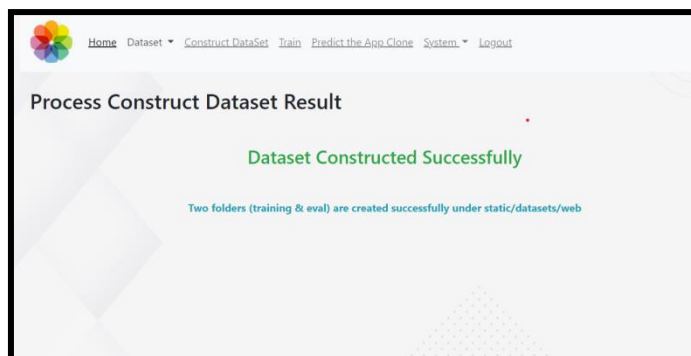 Home Dataset Construct DataSet Train Predict the App Clone System Logout
Process Construct Dataset Result
Dataset Constructed Successfully
Two folders (training & eval) are created successfully under static/datasets/web